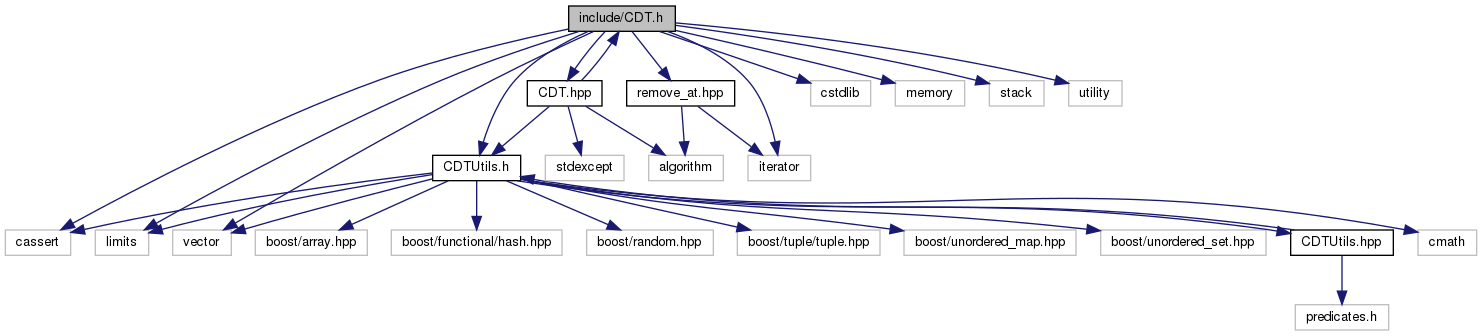 include/CDT.h
CDT.hpp
remove_at.hpp
cstdlib
memory
stack
utility
CDTUtils.h
stdexcept
algorithm
iterator
cassert
limits
vector
boost/array.hpp
boost/functional/hash.hpp
boost/random.hpp
boost/tuple/tuple.hpp
boost/unordered_map.hpp
boost/unordered_set.hpp
CDTUtils.hpp
cmath
predicates.h